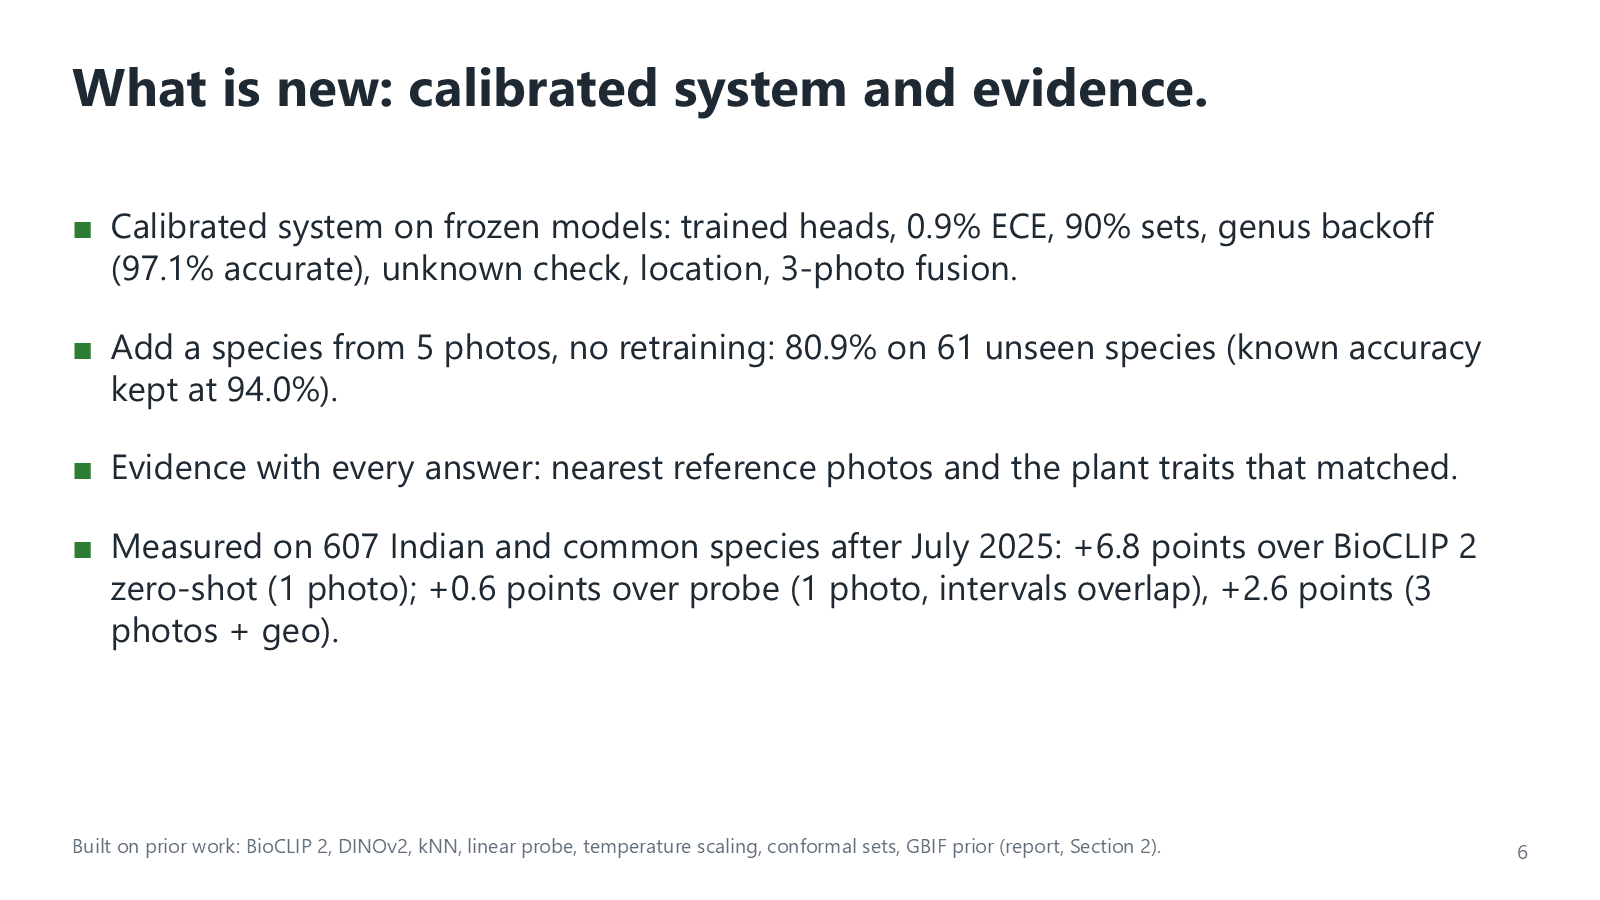 What is new: calibrated system and evidence.
■ Calibrated system on frozen models: trained heads, 0.9% ECE, 90% sets, genus backoff
(97.1% accurate), unknown check, location, 3-photo fusion.
■ Add a species from 5 photos, no retraining: 80.9% on 61 unseen species (known accuracy
kept at 94.0%).
■ Evidence with every answer: nearest reference photos and the plant traits that matched.
■ Measured on 607 Indian and common species after July 2025: +6.8 points over BioCLIP 2
zero-shot (1 photo); +0.6 points over probe (1 photo, intervals overlap), +2.6 points (3
photos + geo).
Built on prior work: BioCLIP 2, DINOv2, kNN, linear probe, temperature scaling, conformal sets, GBIF prior (report, Section 2).
6